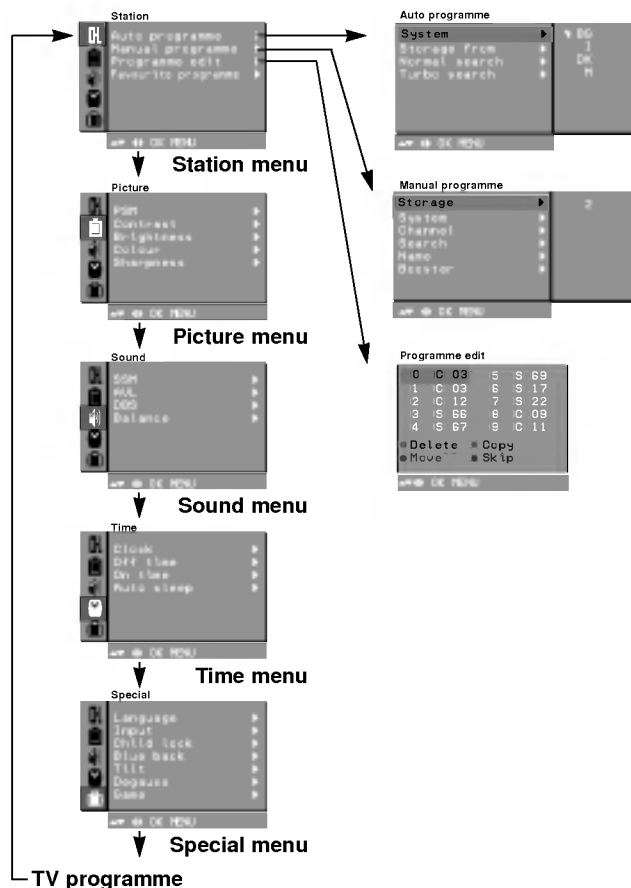 Station
Auto programme
Manual programme
Programme edit
Favourite programme
OK MENU
Station menu
Picture
PSM
Contrast
Brightness
Colour
Sharpness
OK MENU
Picture menu
Sound
SSM
AVL
DBS
Balance
OK MENU
Sound menu
Time
Clock
Off time
On time
Auto sleep
OK MENU
Time menu
Special
Language
Input
Child lock
Blue back
Tilt
Degauss
Game
OK MENU
Special menu
TV programme
Auto programme
System
BG
Storage from
I
Normal search
DK
Turbo search
M
OK MENU
Manual programme
Storage
2
System
Channel
Search
Name
Booster
OK MENU
Programme edit
0 C 03 5 S 69
1 C 03 6 S 17
2 C 12 7 S 22
3 S 66 8 C 09
4 S 67 9 C 11
Delete Copy
Move Skip
OK MENU